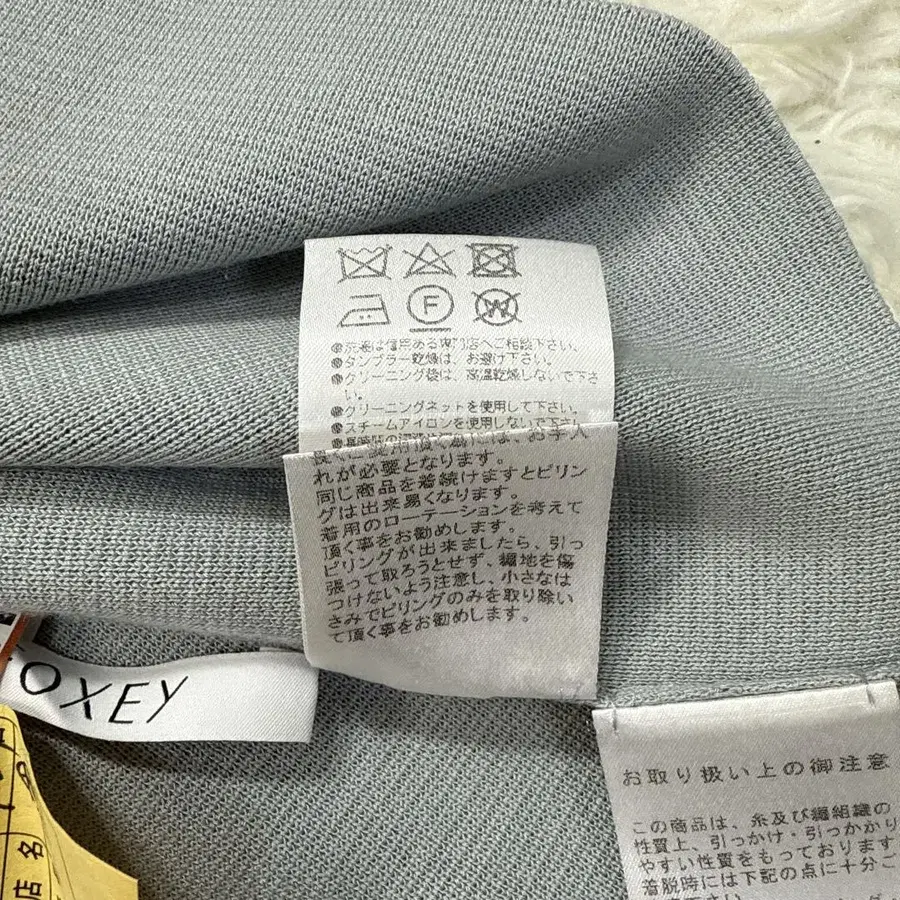 F
W
●洗濯は信用ある専門店へご相談下さい。
●タンブラー乾燥は、お避け下さい。
●クリーニング後は、高温乾燥しないで下さ
い。
●クリーニングネットを使用して下さい。
●スチームアイロンを使用しないで下さい。
れが必要となります。
同じ商品を着続けますとピリン
グは出来易くなります。
着用のローテーションを考えて
頂く事をお勧めします。
ピリングが出来ましたら、引っ
張って取ろうとせず、編地を傷
つけないよう注意し、小さなは
さみでピリングのみを取り除い
て頂く事をお勧めします。
OXEY
店名
お取り扱い上の御注意
この商品は、糸及び編組織の
性質上、引っかけ・引っかかり
やすい性質をもっております
着脱時には下記の点に十分ご